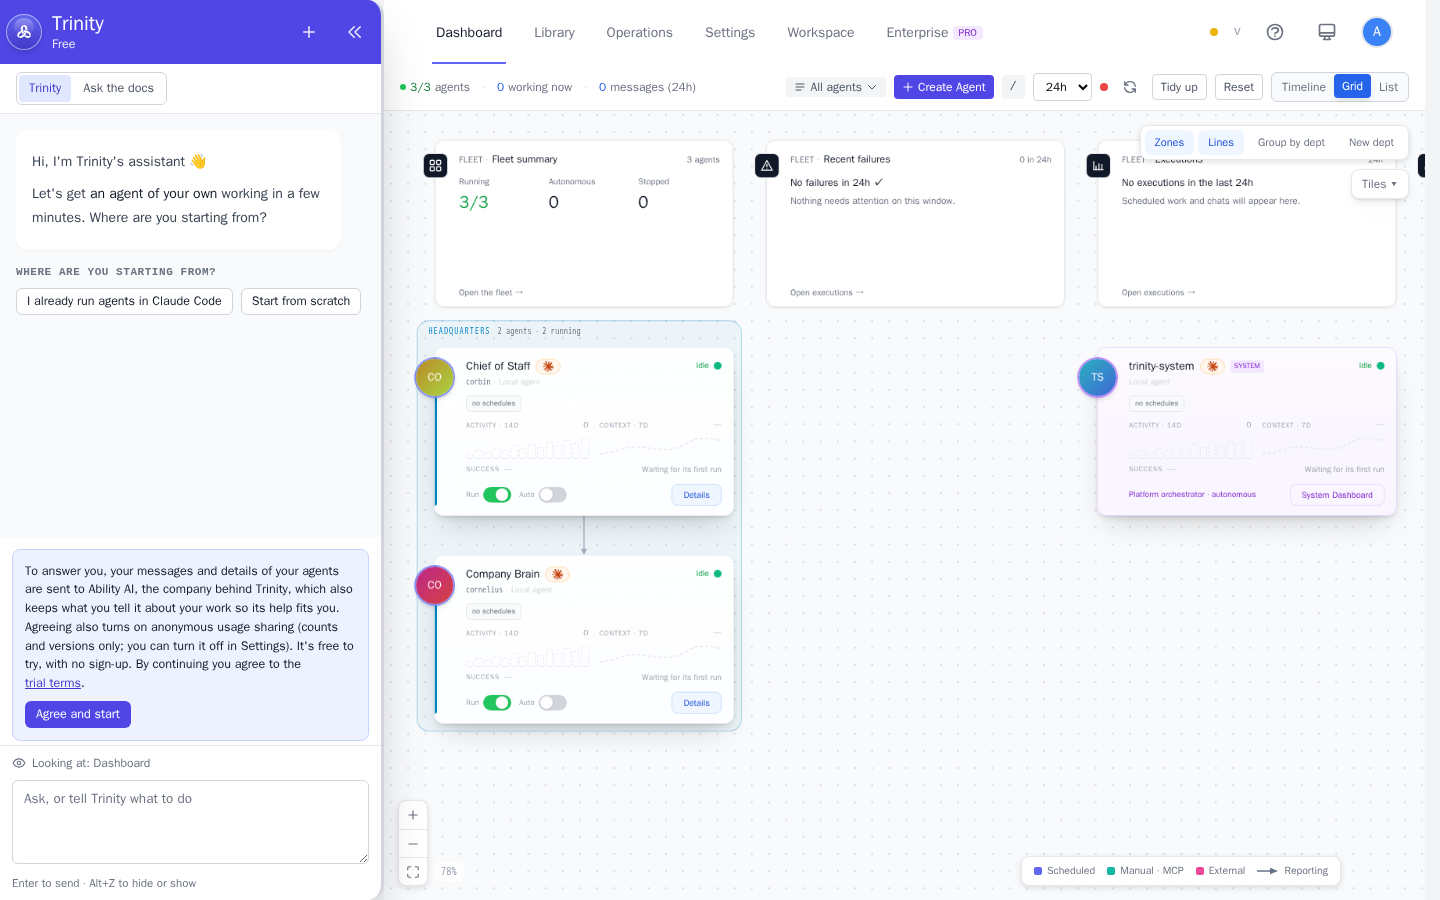 Trinity
Free
Trinity
Ask the docs
Hi, I'm Trinity's assistant 👋
Let's get an agent of your own working in a few
minutes. Where are you starting from?
WHERE ARE YOU STARTING FROM?
I already run agents in Claude Code
Start from scratch
To answer you, your messages and details of your agents
are sent to Ability AI, the company behind Trinity, which also
keeps what you tell it about your work so its help fits you.
Agreeing also turns on anonymous usage sharing (counts
and versions only; you can turn it off in Settings). It's free to
try, with no sign-up. By continuing you agree to the
trial terms.
Agree and start
Looking at: Dashboard
Ask, or tell Trinity what to do
Enter to send · Alt+Z to hide or show
Dashboard
Library
Operations
Settings
Workspace
Enterprise PRO
V
A
3/3 agents · 0 working now · 0 messages (24h)
All agents
Create Agent
/
24h
Tidy up
Reset
Timeline
Grid
List
Zones
Lines
Group by dept
New dept
Tiles
FLEET · Fleet summary
3 agents
Running
Autonomous
Stopped
3/3
0
0
Open the fleet →
FLEET · Recent failures
0 in 24h
No failures in 24h ✓
Nothing needs attention on this window.
Open executions →
FLEET · Executions
24h
No executions in the last 24h
Scheduled work and chats will appear here.
Open executions →
HEADQUARTERS 2 agents · 2 running
CO
Chief of Staff
Idle
corbin · Local agent
no schedules
ACTIVITY · 14D
0
CONTEXT · 7D
—
SUCCESS —
Waiting for its first run
Run
Auto
Details
CO
Company Brain
Idle
cornelius · Local agent
no schedules
ACTIVITY · 14D
0
CONTEXT · 7D
—
SUCCESS —
Waiting for its first run
Run
Auto
Details
TS
trinity-system
SYSTEM
Idle
Local agent
no schedules
ACTIVITY · 14D
0
CONTEXT · 7D
—
SUCCESS —
Waiting for its first run
Platform orchestrator · autonomous
System Dashboard
78%
Scheduled
Manual · MCP
External
Reporting